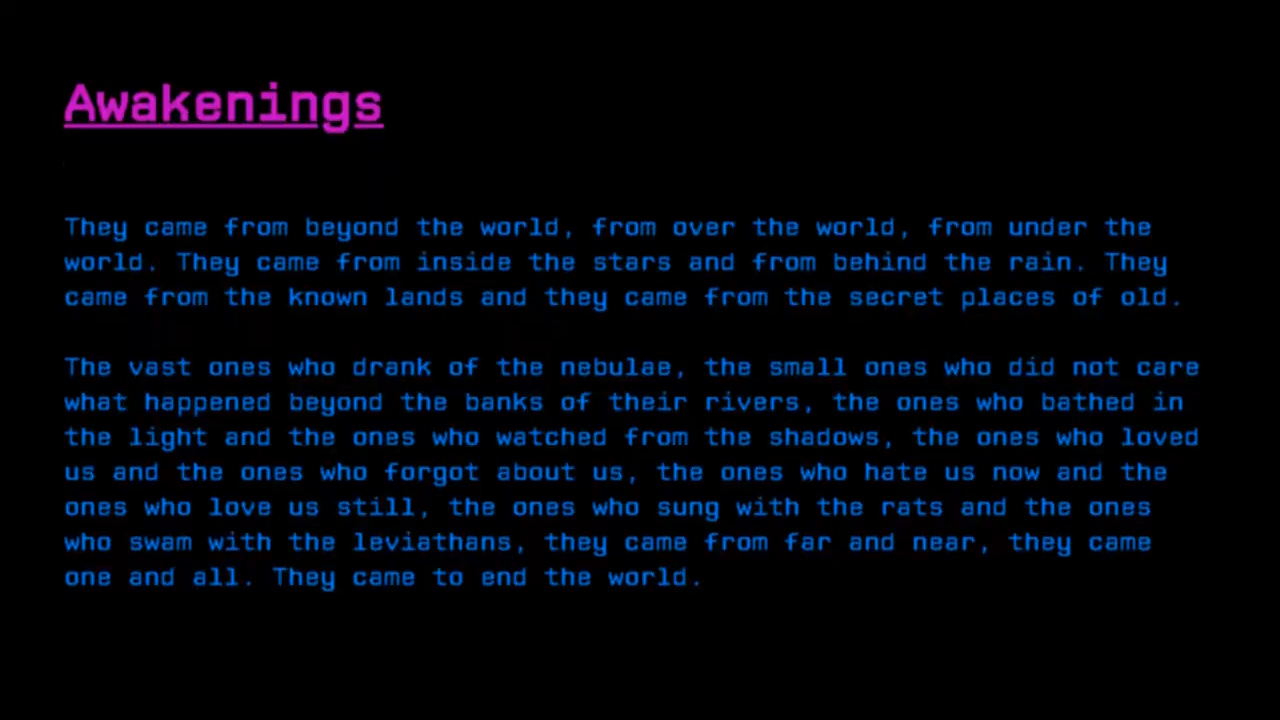 Awakenings
They came from beyond the world, from over the world, from under the
world. They came from inside the stars and from behind the rain. They
came from the known lands and they came from the secret places of old.
The vast ones who drank of the nebulae, the small ones who did not care
what happened beyond the banks of their rivers, the ones who bathed in
the light and the ones who watched from the shadows, the ones who loved
us and the ones who forgot about us, the ones who hate us now and the
ones who love us still, the ones who sung with the rats and the ones
who swam with the leviathans, they came from far and near, they came
one and all. They came to end the world.